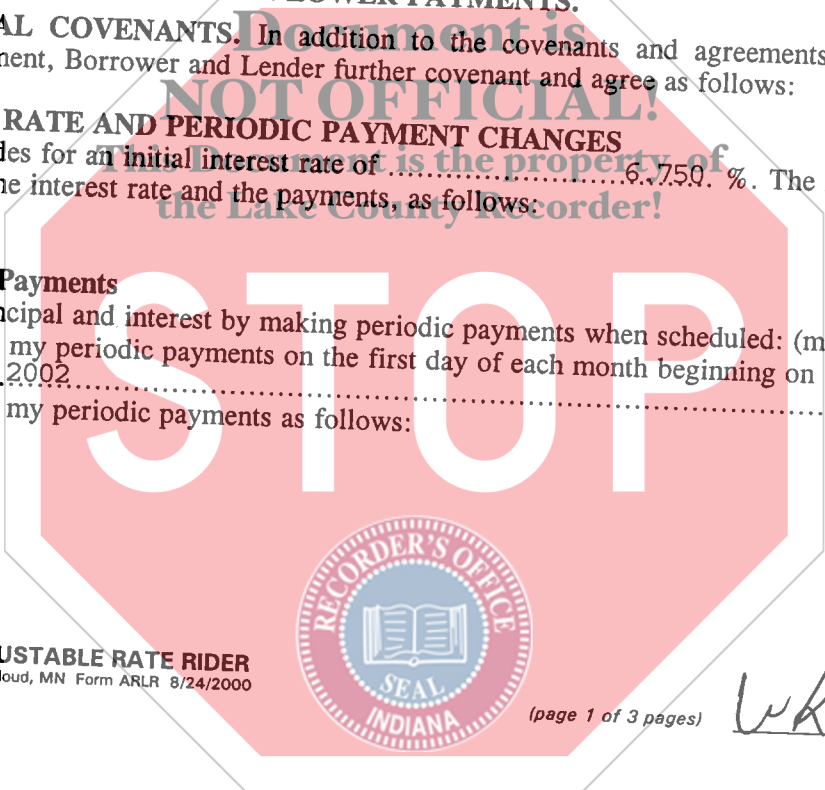 LOWER PAYMENTS.
AL COVENANTS. In addition to the covenants and agreements
ment, Borrower and Lender further covenant and agree as follows:
RATE AND PERIODIC PAYMENT CHANGES
des for an initial interest rate of ................................ 6.750. %. The
ne interest rate and the payments, as follows:
Document is
NOT OFFICIAL!
This Document is the property of
the Lake County Recorder!
STOP
Payments
ncipal and interest by making periodic payments when scheduled: (m
my periodic payments on the first day of each month beginning on
2002
my periodic payments as follows:
RECORDER'S OFFICE
SEAL
INDIANA
USTABLE RATE RIDER
loud, MN Form ARLR 8/24/2000
(page 1 of 3 pages)